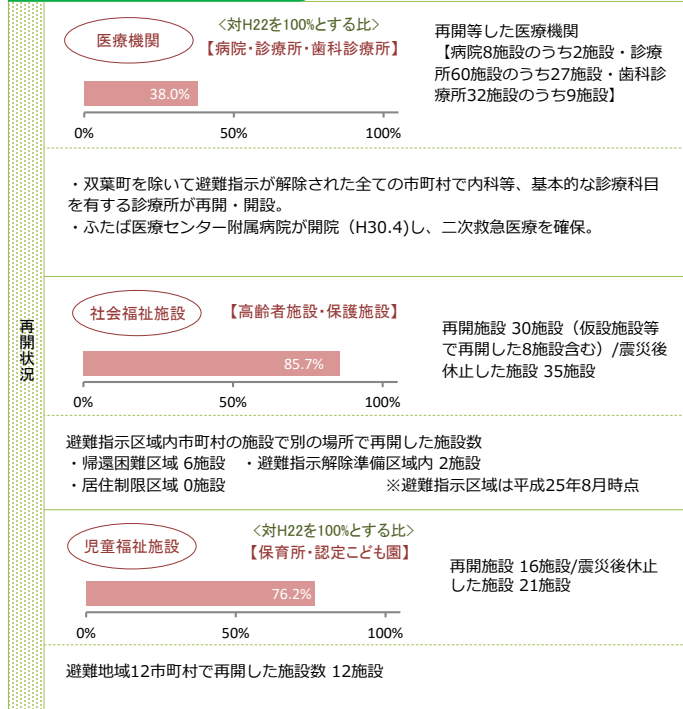 再開状況
医療機関
<対H22を100%とする比>
【病院・診療所・歯科診療所】
38.0%
0% 50% 100%
再開等した医療機関
【病院8施設のうち2施設・診療
所60施設のうち27施設・歯科診
療所32施設のうち9施設】
・双葉町を除いて避難指示が解除された全ての市町村で内科等、基本的な診療科目
を有する診療所が再開・開設。
・ふたば医療センター附属病院が開院（H30.4)し、二次救急医療を確保。
社会福祉施設
【高齢者施設・保護施設】
85.7%
0% 50% 100%
再開施設 30施設（仮設施設等
で再開した8施設含む）/震災後
休止した施設 35施設
避難指示区域内市町村の施設で別の場所で再開した施設数
・帰還困難区域 6施設 ・避難指示解除準備区域内 2施設
・居住制限区域 0施設 ※避難指示区域は平成25年8月時点
児童福祉施設
<対H22を100%とする比>
【保育所・認定こども園】
76.2%
0% 50% 100%
再開施設 16施設/震災後休止
した施設 21施設
避難地域12市町村で再開した施設数 12施設